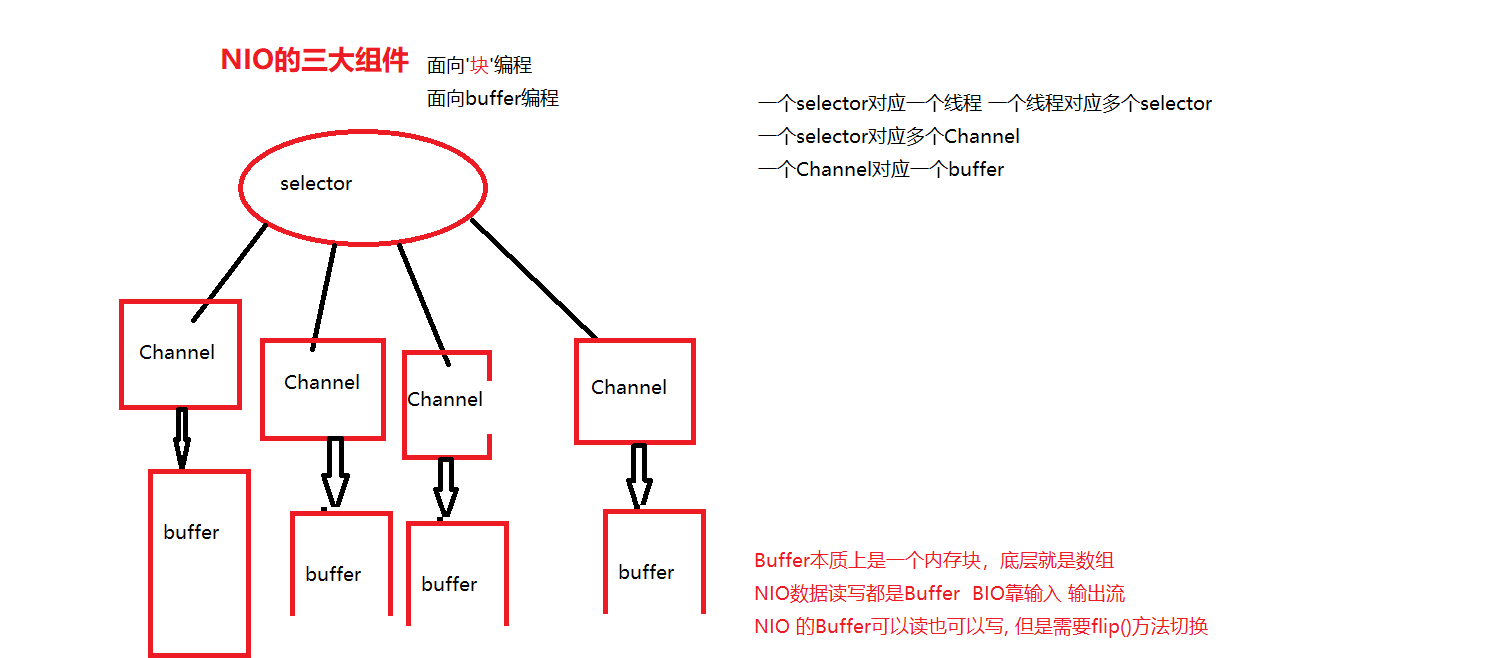 NIO的三大组件
面向'块'编程
面向buffer编程
一个selector对应一个线程 一个线程对应多个selector
一个selector对应多个Channel
一个Channel对应一个buffer
selector
Channel
Channel
Channel
Channel
buffer
buffer
buffer
buffer
Buffer本质上是一个内存块，底层就是数组
NIO数据读写都是Buffer  BIO靠输入 输出流
NIO 的Buffer可以读也可以写, 但是需要flip()方法切换